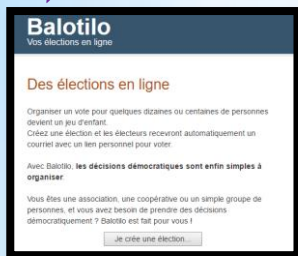 Balotilo
Vos élections en ligne
Des élections en ligne
Organiser un vote pour quelques dizaines ou centaines de personnes
devient un jeu d'enfant.
Créez une élection et les électeurs recevront automatiquement un
courriel avec un lien personnel pour voter.
Avec Balotilo, les décisions démocratiques sont enfin simples à
organiser.
Vous êtes une association, une coopérative ou un simple groupe de
personnes, et vous avez besoin de prendre des décisions
démocratiquement ? Balotilo est fait pour vous !
Je crée une élection...